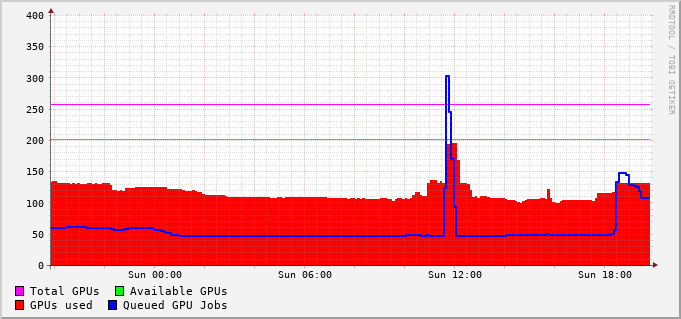 400
350
300
250
200
150
100
50
0
Sun 00:00 Sun 06:00 Sun 12:00 Sun 18:00
Total GPUs Available GPUs
GPUs used Queued GPU Jobs
RRDTOOL / TOBI OETIKER